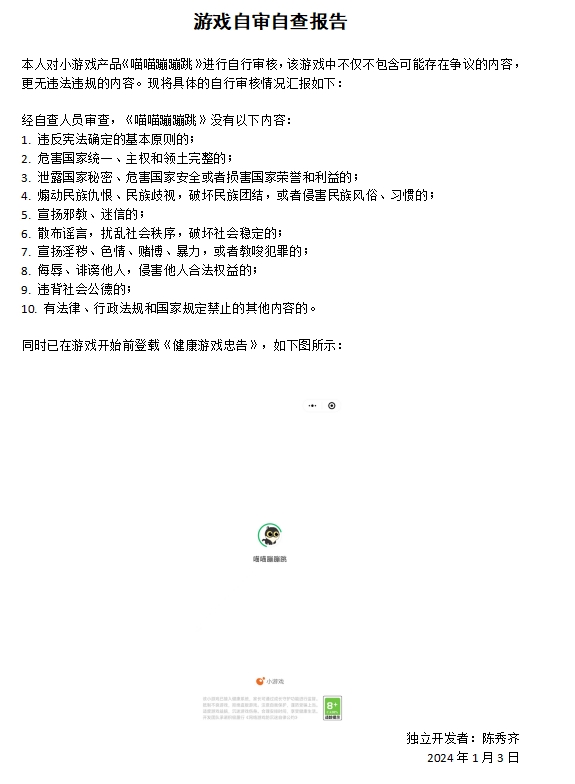 游戏自审自查报告
本人对小游戏产品《喵喵蹦蹦跳》进行自行审核，该游戏中不仅不包含可能存在争议的内容，
更无违法违规的内容。现将具体的自行审核情况汇报如下：
经自查人员审查，《喵喵蹦蹦跳》没有以下内容：
1. 违反宪法确定的基本原则的；
2. 危害国家统一、主权和领土完整的；
3. 泄露国家秘密、危害国家安全或者损害国家荣誉和利益的；
4. 煽动民族仇恨、民族歧视，破坏民族团结，或者侵害民族风俗、习惯的；
5. 宣扬邪教、迷信的；
6. 散布谣言，扰乱社会秩序，破坏社会稳定的；
7. 宣扬淫秽、色情、赌博、暴力，或者教唆犯罪的；
8. 侮辱、诽谤他人，侵害他人合法权益的；
9. 违背社会公德的；
10. 有法律、行政法规和国家规定禁止的其他内容的。
同时已在游戏开始前登载《健康游戏忠告》，如下图所示：
喵喵蹦蹦跳
小游戏
8+
适龄提示
独立开发者：陈秀齐
2024 年 1 月 3 日